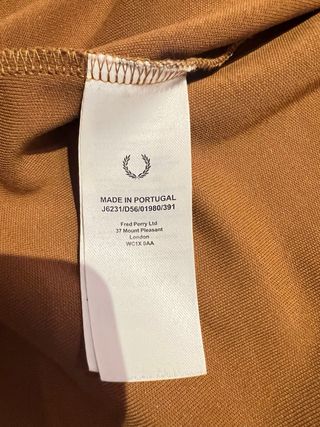 MADE IN PORTUGAL
J6231/D56/01980/391
Fred Perry Ltd
37 Mount Pleasant
London
WC1X 0AA